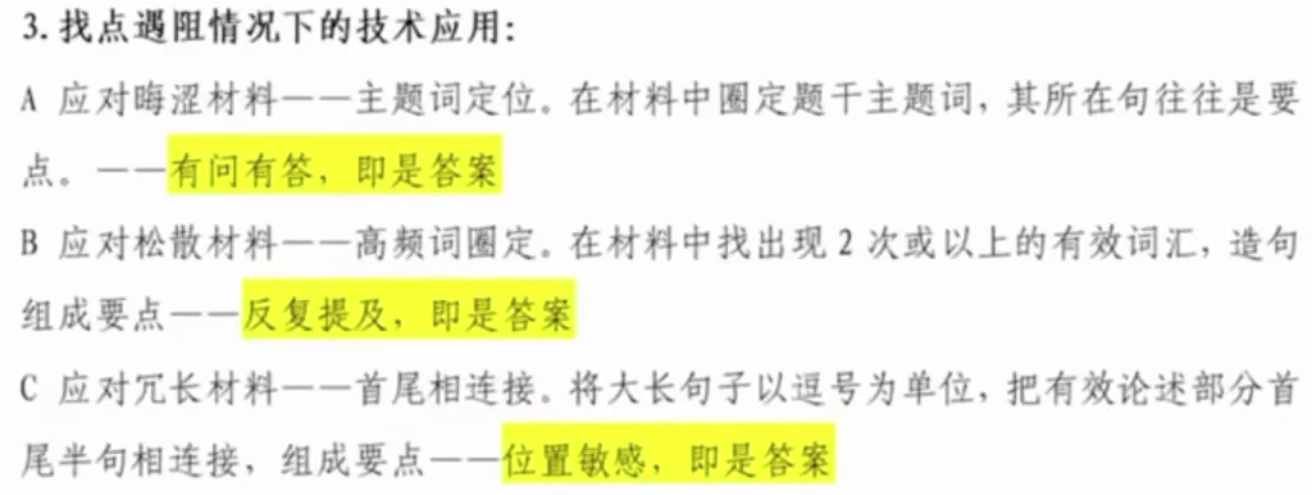 3.找点遇阻情况下的技术应用:
A 应对晦涩材料——主题词定位。在材料中圈定题干主题词,其所在句往往是要
点。——有问有答,即是答案
B 应对松散材料——高频词圈定。在材料中找出现2次或以上的有效词汇,造句
组成要点——反复提及,即是答案
C 应对冗长材料——首尾相连接。将大长句子以逗号为单位,把有效论述部分首
尾半句相连接,组成要点——位置敏感,即是答案